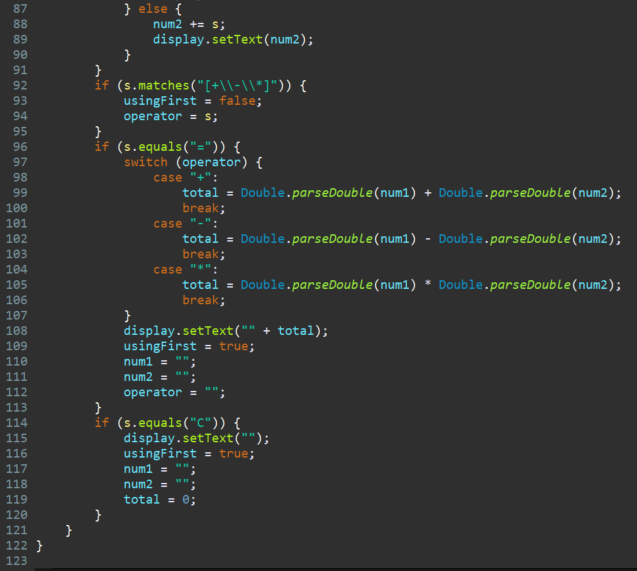 87 } else {
88 num2 += s;
89 display.setText(num2);
90 }
91 }
92 if (s.matches("[+\\-\\*]")) {
93 usingFirst = false;
94 operator = s;
95 }
96 if (s.equals("=")) {
97 switch (operator) {
98 case "+":
99 total = Double.parseDouble(num1) + Double.parseDouble(num2);
100 break;
101 case "-":
102 total = Double.parseDouble(num1) - Double.parseDouble(num2);
103 break;
104 case "*":
105 total = Double.parseDouble(num1) * Double.parseDouble(num2);
106 break;
107 }
108 display.setText("" + total);
109 usingFirst = true;
110 num1 = "";
111 num2 = "";
112 operator = "";
113 }
114 if (s.equals("C")) {
115 display.setText("");
116 usingFirst = true;
117 num1 = "";
118 num2 = "";
119 total = 0;
120 }
121 }
122 }
123